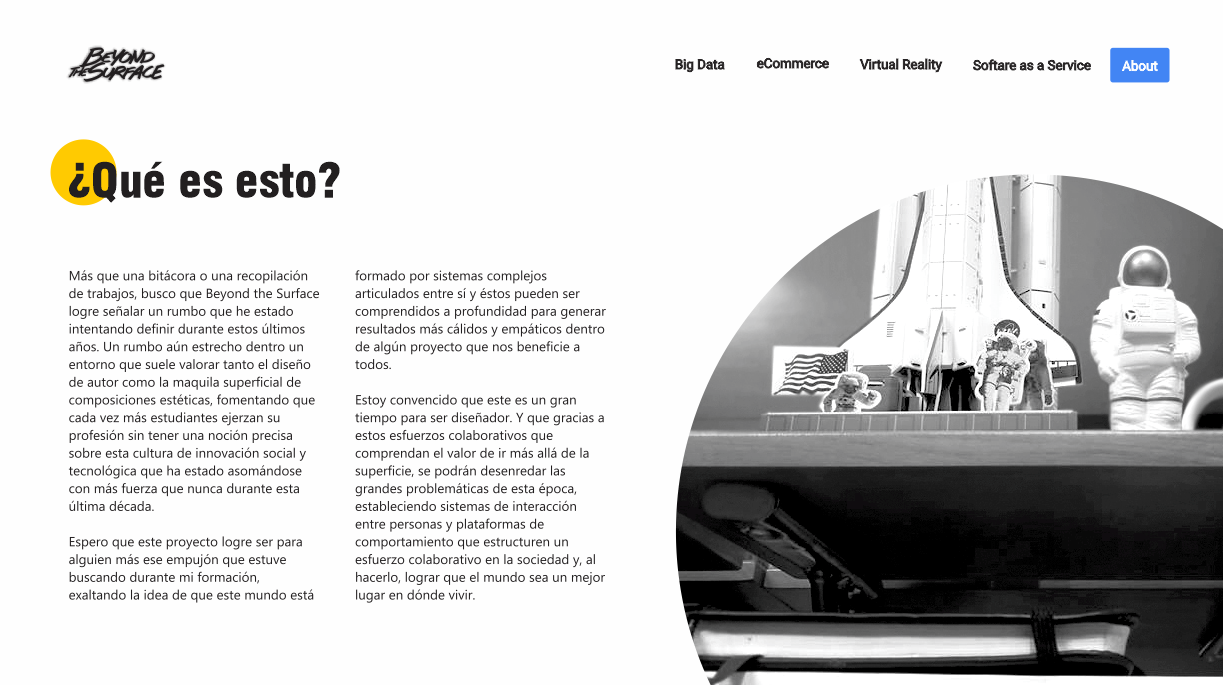 BEYOND
THE SURFACE
Big Data
eCommerce
Virtual Reality
Softare as a Service
About
¿Qué es esto?
Más que una bitácora o una recopilación
de trabajos, busco que Beyond the Surface
logre señalar un rumbo que he estado
intentando definir durante estos últimos
años. Un rumbo aún estrecho dentro un
entorno que suele valorar tanto el diseño
de autor como la maquila superficial de
composiciones estéticas, fomentando que
cada vez más estudiantes ejerzan su
profesión sin tener una noción precisa
sobre esta cultura de innovación social y
tecnológica que ha estado asomándose
con más fuerza que nunca durante esta
última década.
Espero que este proyecto logre ser para
alguien más ese empujón que estuve
buscando durante mi formación,
exaltando la idea de que este mundo está
formado por sistemas complejos
articulados entre sí y éstos pueden ser
comprendidos a profundidad para generar
resultados más cálidos y empáticos dentro
de algún proyecto que nos beneficie a
todos.
Estoy convencido que este es un gran
tiempo para ser diseñador. Y que gracias a
estos esfuerzos colaborativos que
comprendan el valor de ir más allá de la
superficie, se podrán desenredar las
grandes problemáticas de esta época,
estableciendo sistemas de interacción
entre personas y plataformas de
comportamiento que estructuren un
esfuerzo colaborativo en la sociedad y, al
hacerlo, lograr que el mundo sea un mejor
lugar en dónde vivir.